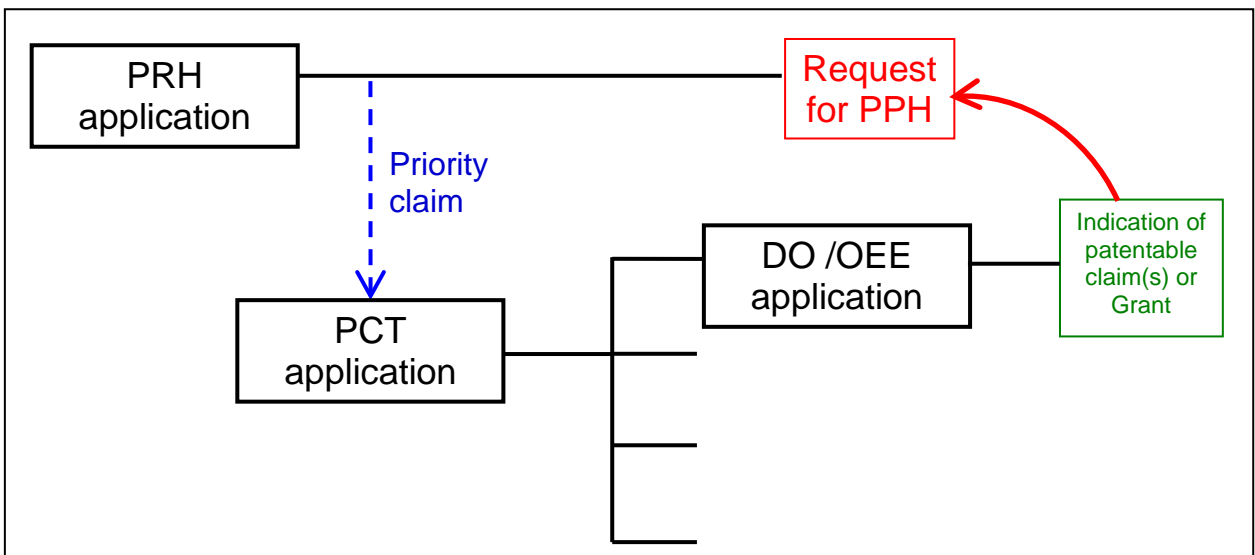 PRH
application
Request
for PPH
Priority
claim
Indication of
patentable
claim(s) or
Grant
DO /OEE
application
PCT
application